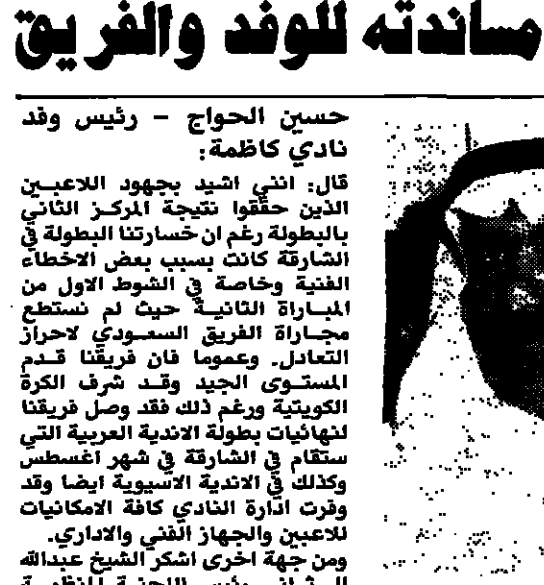 مساندته للوفد والفريق
حسين الحواج – رئيس وفد
نادي كاظمة:
قال: انني اشيد بجهود اللاعبين
الذين حققوا نتيجة المركز الثاني
بالبطولة رغم ان خسارتنا البطولة في
الشارقة كانت بسبب بعض الاخطاء
الفنية وخاصة في الشوط الاول من
المباراة الثانية حيث لم نستطع
مجاراة الفريق السعودي لاحراز
التعادل. وعموما فان فريقنا قدم
المستوى الجيد وقد شرف الكرة
الكويتية ورغم ذلك فقد وصل فريقنا
لنهائيات بطولة الاندية العربية التي
ستقام في الشارقة في شهر اغسطس
وكذلك في الاندية الاسيوية ايضا وقد
وفرت ادارة النادي كافة الامكانيات
للاعبين والجهاز الفني والاداري.
ومن جهة اخرى اشكر الشيخ عبدالله